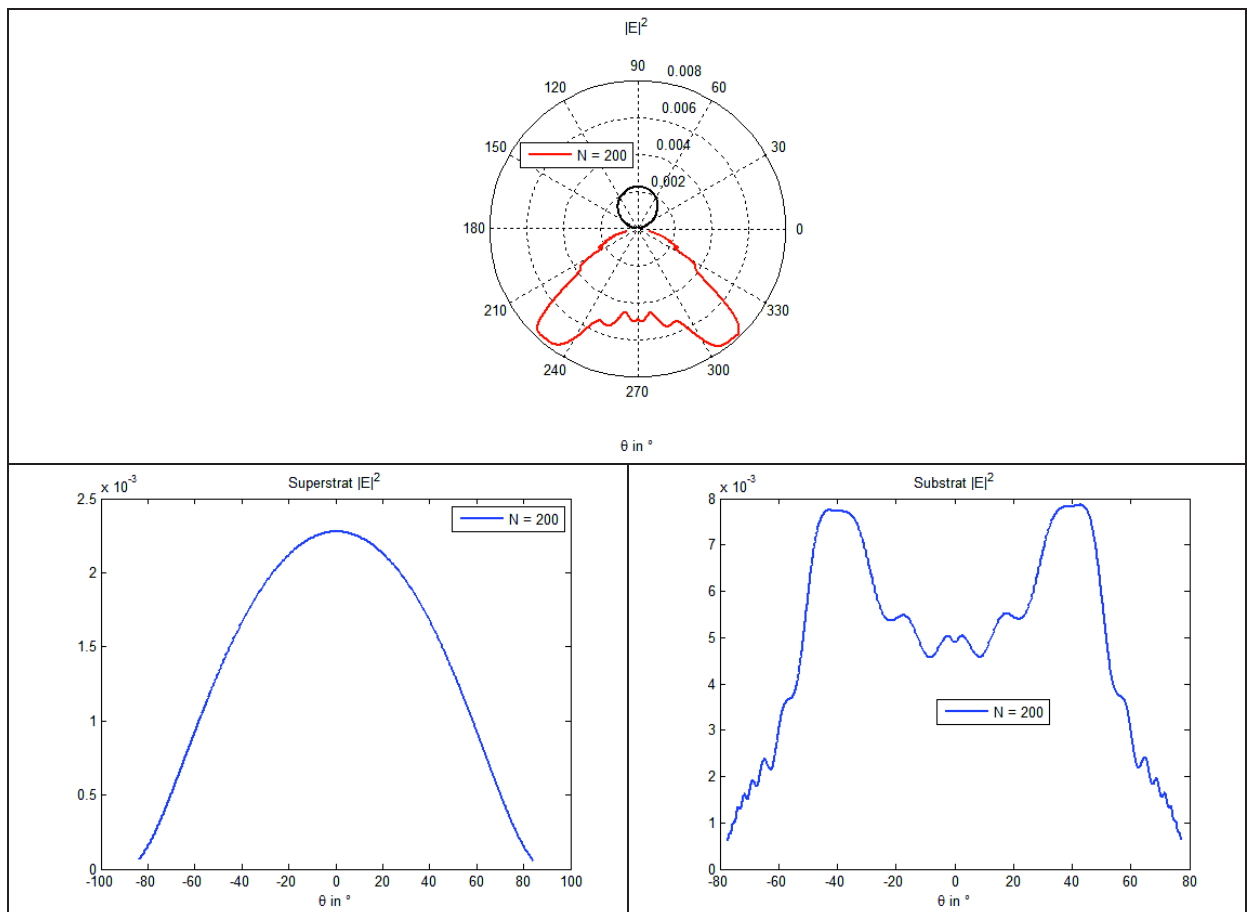 |E|²
90
0.008
120
60
0.006
0.004
150
N = 200
30
0.002
180
0
210
330
240
300
270
θ in °
Superstrat |E|²
x 10⁻³
2.5
2
1.5
1
0.5
0
N = 200
-100 -80 -60 -40 -20 0 20 40 60 80 100
θ in °
Substrat |E|²
x 10⁻³
8
7
6
5
4
3
2
1
0
N = 200
-80 -60 -40 -20 0 20 40 60 80
θ in °